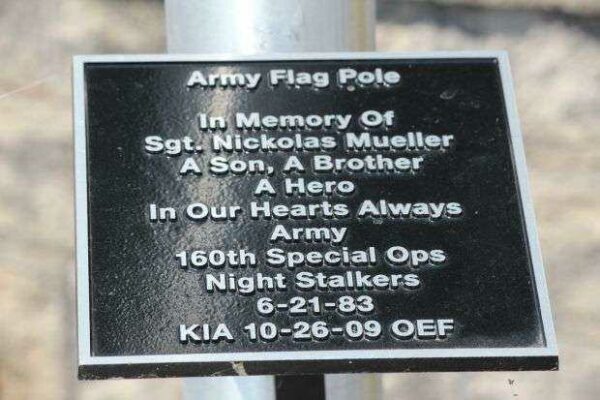 Army Flag Pole
In Memory Of
Sgt. Nickolas Mueller
A Son, A Brother
A Hero
In Our Hearts Always
Army
160th Special Ops
Night Stalkers
6-21-83
KIA 10-26-09 OEF